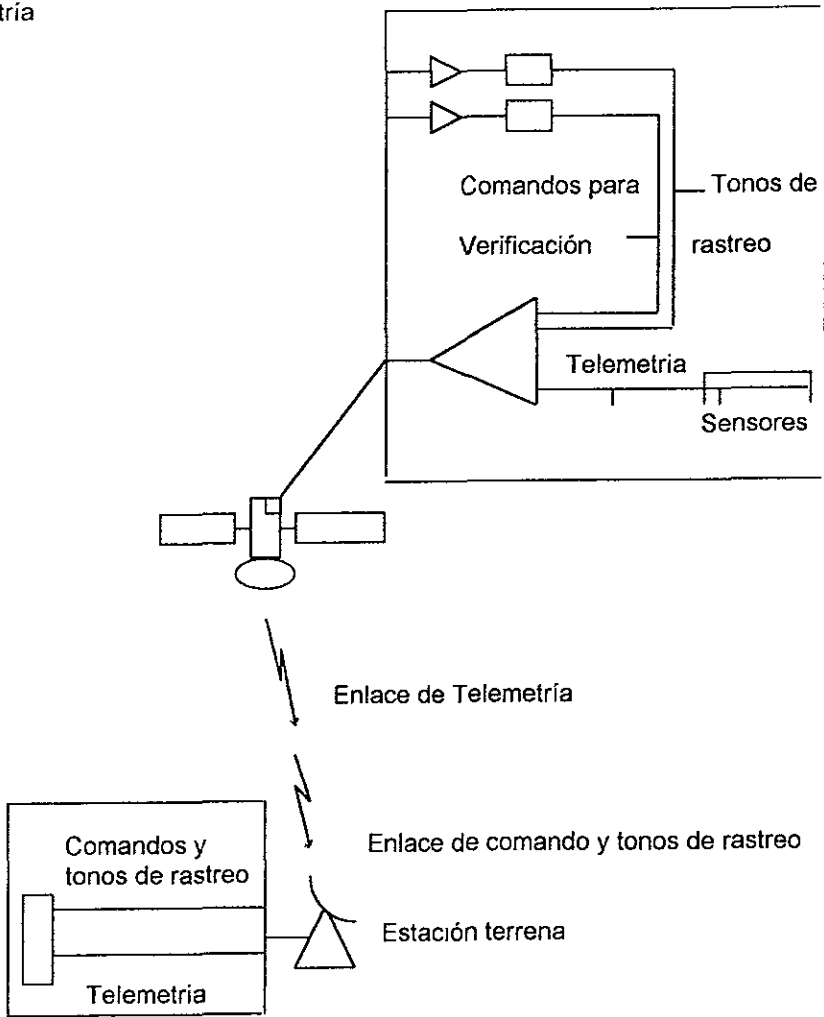 tría
Comandos para
Tonos de
Verificación
rastreo
Telemetria
Sensores
Enlace de Telemetría
Enlace de comando y tonos de rastreo
Comandos y
tonos de rastreo
Estación terrena
Telemetria